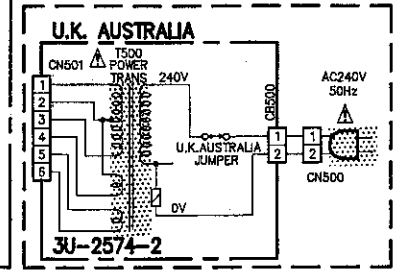 U.K. AUSTRALIA
CN501 T500
POWER
TRANS
240V
AC240V
50Hz
CB500
1
2
3
4
5
6
1 1
2 2
U.K.AUSTRALIA
JUMPER
CN500
0V
3U-2574-2